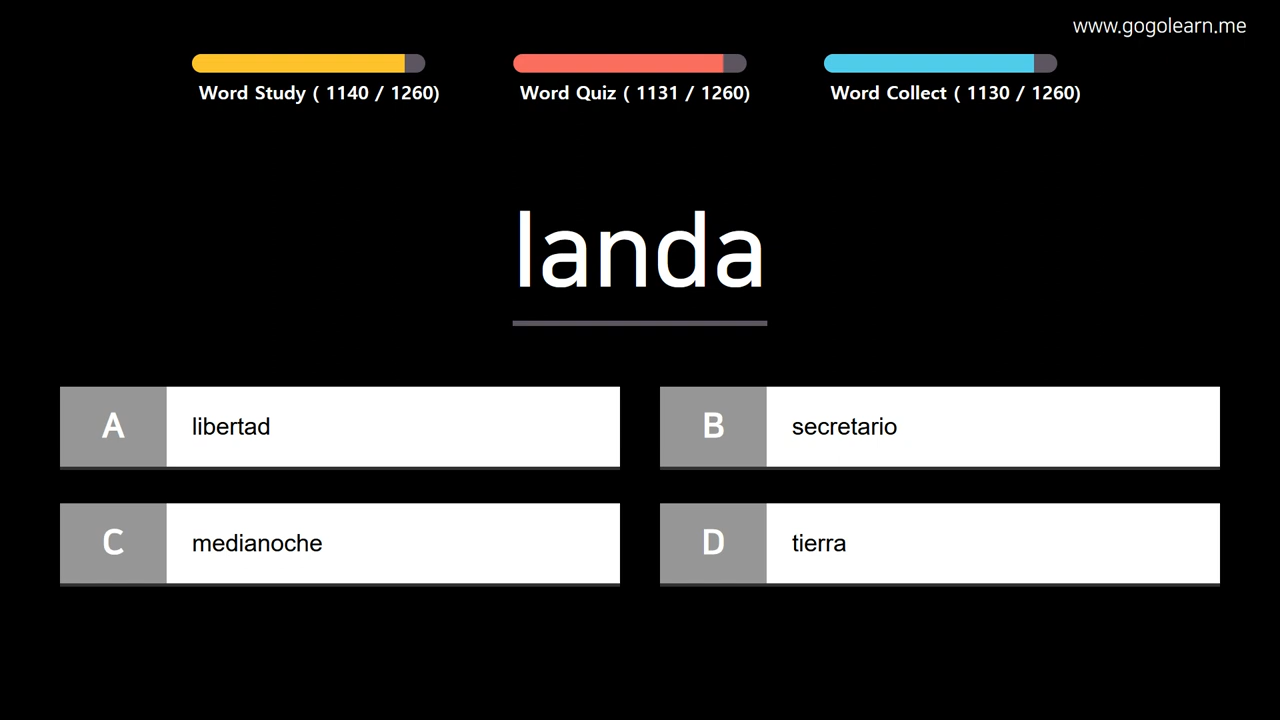 www.gogolearn.me
Word Study ( 1140 / 1260)
Word Quiz ( 1131 / 1260)
Word Collect ( 1130 / 1260)
landa
A libertad
B secretario
C medianoche
D tierra